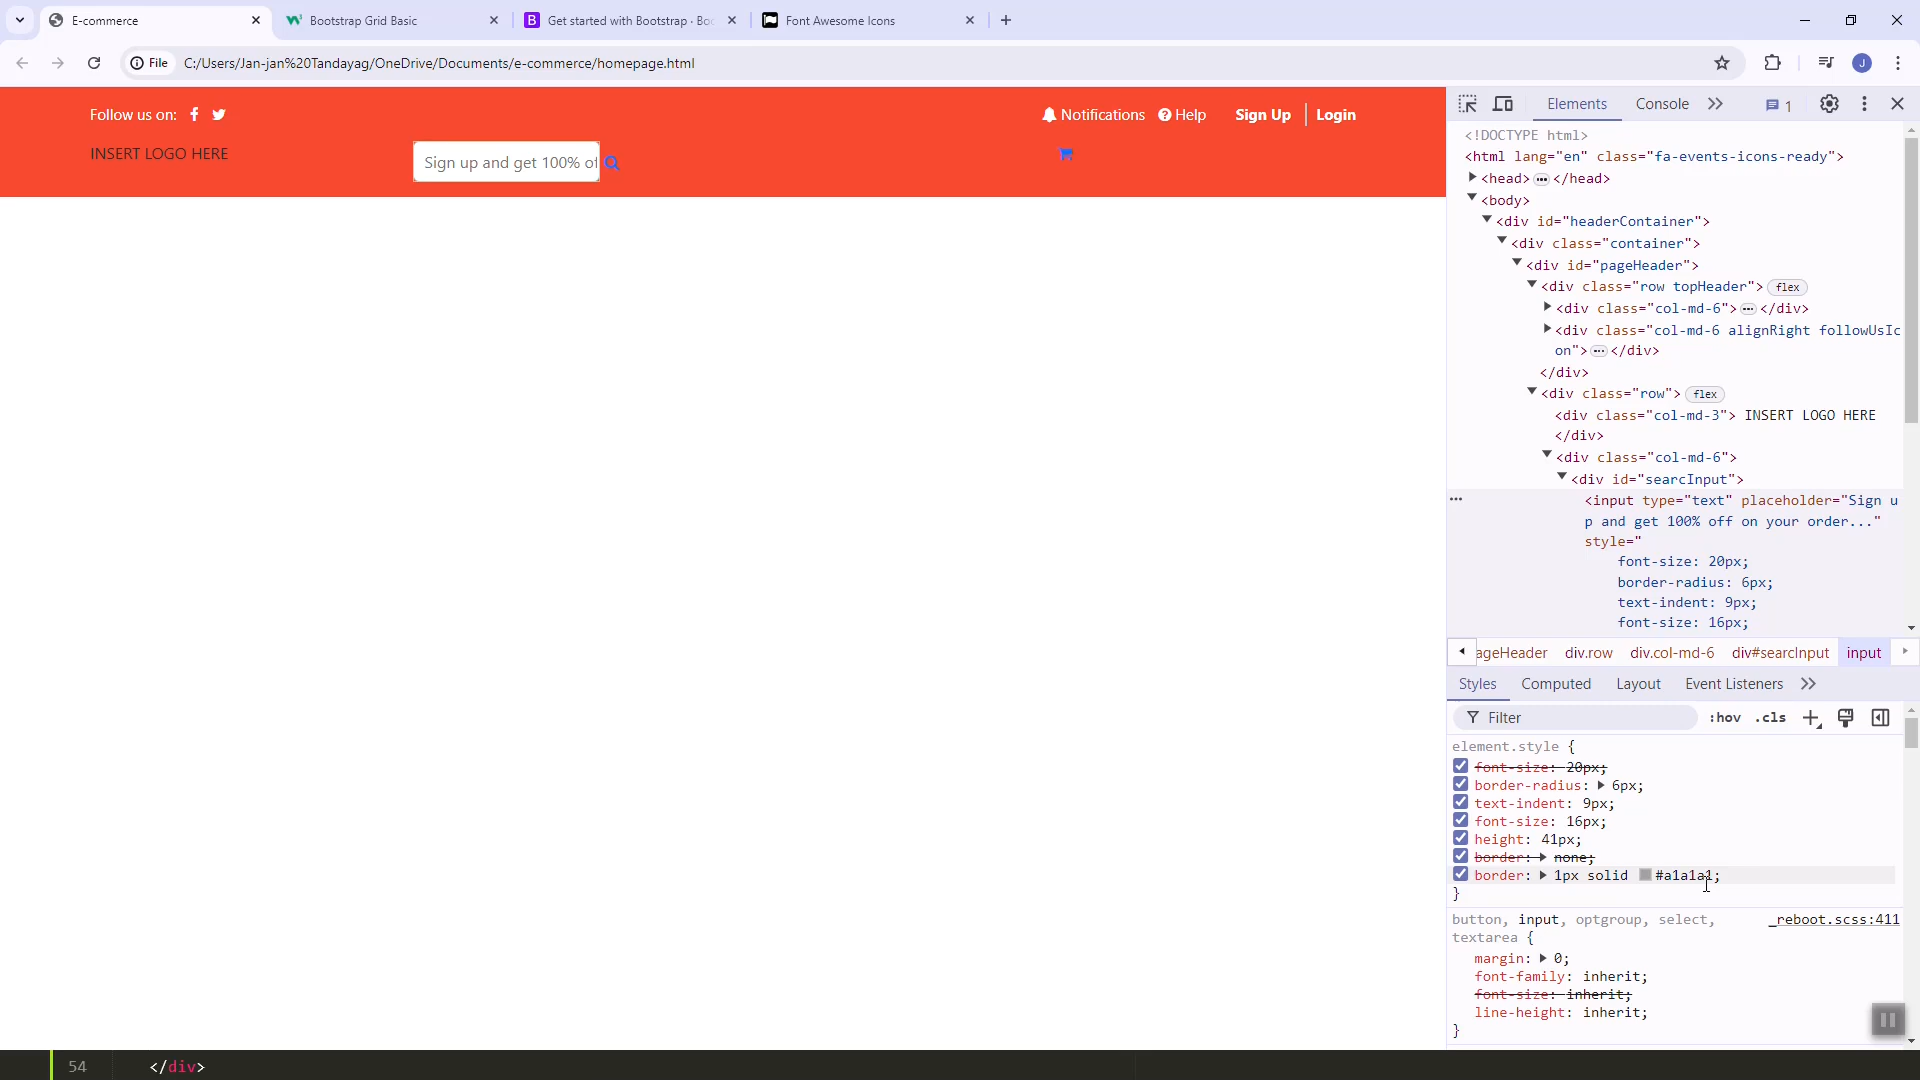 E-commerce
Bootstrap Grid Basic
B Get started with Bootstrap · Bo
Font Awesome Icons
File C:/Users/Jan-jan%20Tandayag/OneDrive/Documents/e-commerce/homepage.html
J
Follow us on:
Notifications Help Sign Up Login
INSERT LOGO HERE
Sign up and get 100% of
Elements Console 1
<!DOCTYPE html>
<html lang="en" class="fa-events-icons-ready">
<head> ••• </head>
<body>
<div id="headerContainer">
<div class="container">
<div id="pageHeader">
<div class="row topHeader"> flex
<div class="col-md-6"> ••• </div>
<div class="col-md-6 alignRight followUsIc
on"> ••• </div>
</div>
<div class="row"> flex
<div class="col-md-3"> INSERT LOGO HERE
</div>
<div class="col-md-6">
<div id="searcInput">
<input type="text" placeholder="Sign u
p and get 100% off on your order..."
style="
font-size: 20px;
border-radius: 6px;
text-indent: 9px;
font-size: 16px;
ageHeader div.row div.col-md-6 div#searcInput input
Styles Computed Layout Event Listeners
Filter :hov .cls
element.style {
font-size: 20px;
border-radius: 6px;
text-indent: 9px;
font-size: 16px;
height: 41px;
border: none;
border: 1px solid #a1a1a1;
}
button, input, optgroup, select, _reboot.scss:411
textarea {
margin: 0;
font-family: inherit;
font-size: inherit;
line-height: inherit;
}
54 </div>